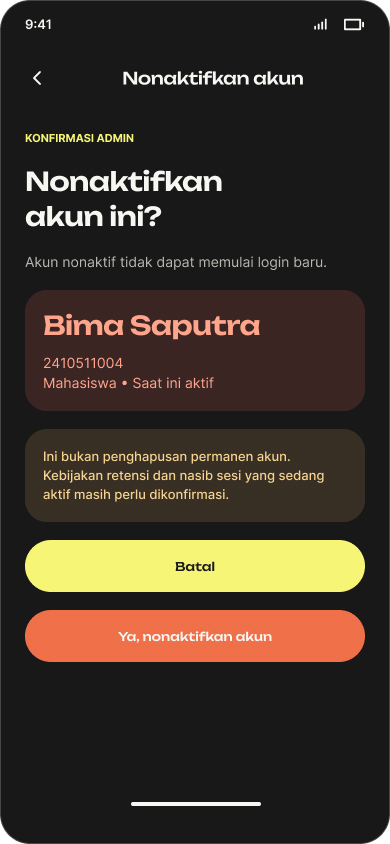 9:41
Nonaktifkan akun
KONFIRMASI ADMIN
Nonaktifkan
akun ini?
Akun nonaktif tidak dapat memulai login baru.
Bima Saputra
2410511004
Mahasiswa • Saat ini aktif
Ini bukan penghapusan permanen akun.
Kebijakan retensi dan nasib sesi yang sedang
aktif masih perlu dikonfirmasi.
Batal
Ya, nonaktifkan akun